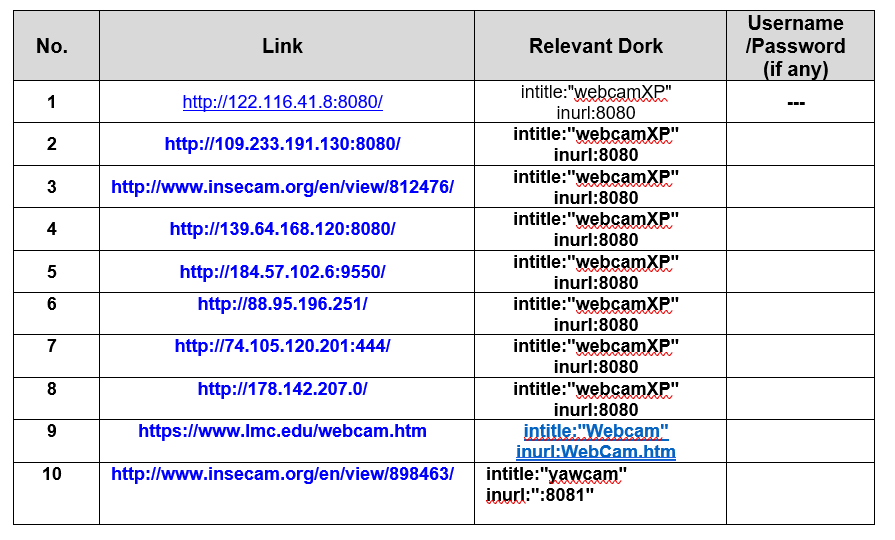 No.
Link
Relevant Dork
Username
/Password
(if any)
1
http://122.116.41.8:8080/
intitle:"webcamXP"
inurl:8080
---
2
http://109.233.191.130:8080/
intitle:"webcamXP"
inurl:8080
3
http://www.insecam.org/en/view/812476/
intitle:"webcamXP"
inurl:8080
4
http://139.64.168.120:8080/
intitle:"webcamXP"
inurl:8080
5
http://184.57.102.6:9550/
intitle:"webcamXP"
inurl:8080
6
http://88.95.196.251/
intitle:"webcamXP"
inurl:8080
7
http://74.105.120.201:444/
intitle:"webcamXP"
inurl:8080
8
http://178.142.207.0/
intitle:"webcamXP"
inurl:8080
9
https://www.lmc.edu/webcam.htm
intitle:"Webcam"
inurl:WebCam.htm
10
http://www.insecam.org/en/view/898463/
intitle:"yawcam"
inurl:":8081"